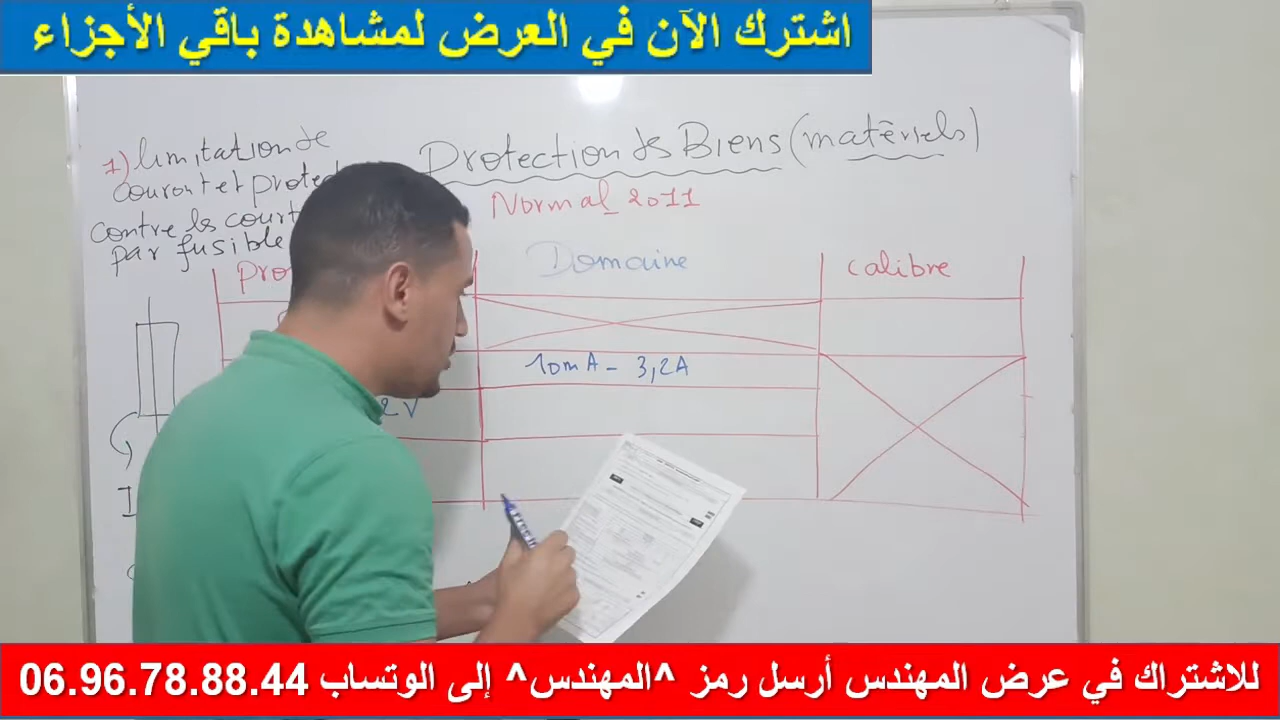 اشترك الآن في العرض لمشاهدة باقي الأجزاء
Protection des Biens (matériels)
Normal 2011
1) limitation de
courant et protect
contre les court
par fusible
Domaine
calibre
10mA - 3,2A
2V
للاشتراك في عرض المهندس أرسل رمز ^المهندس^ إلى الوتساب 06.96.78.88.44